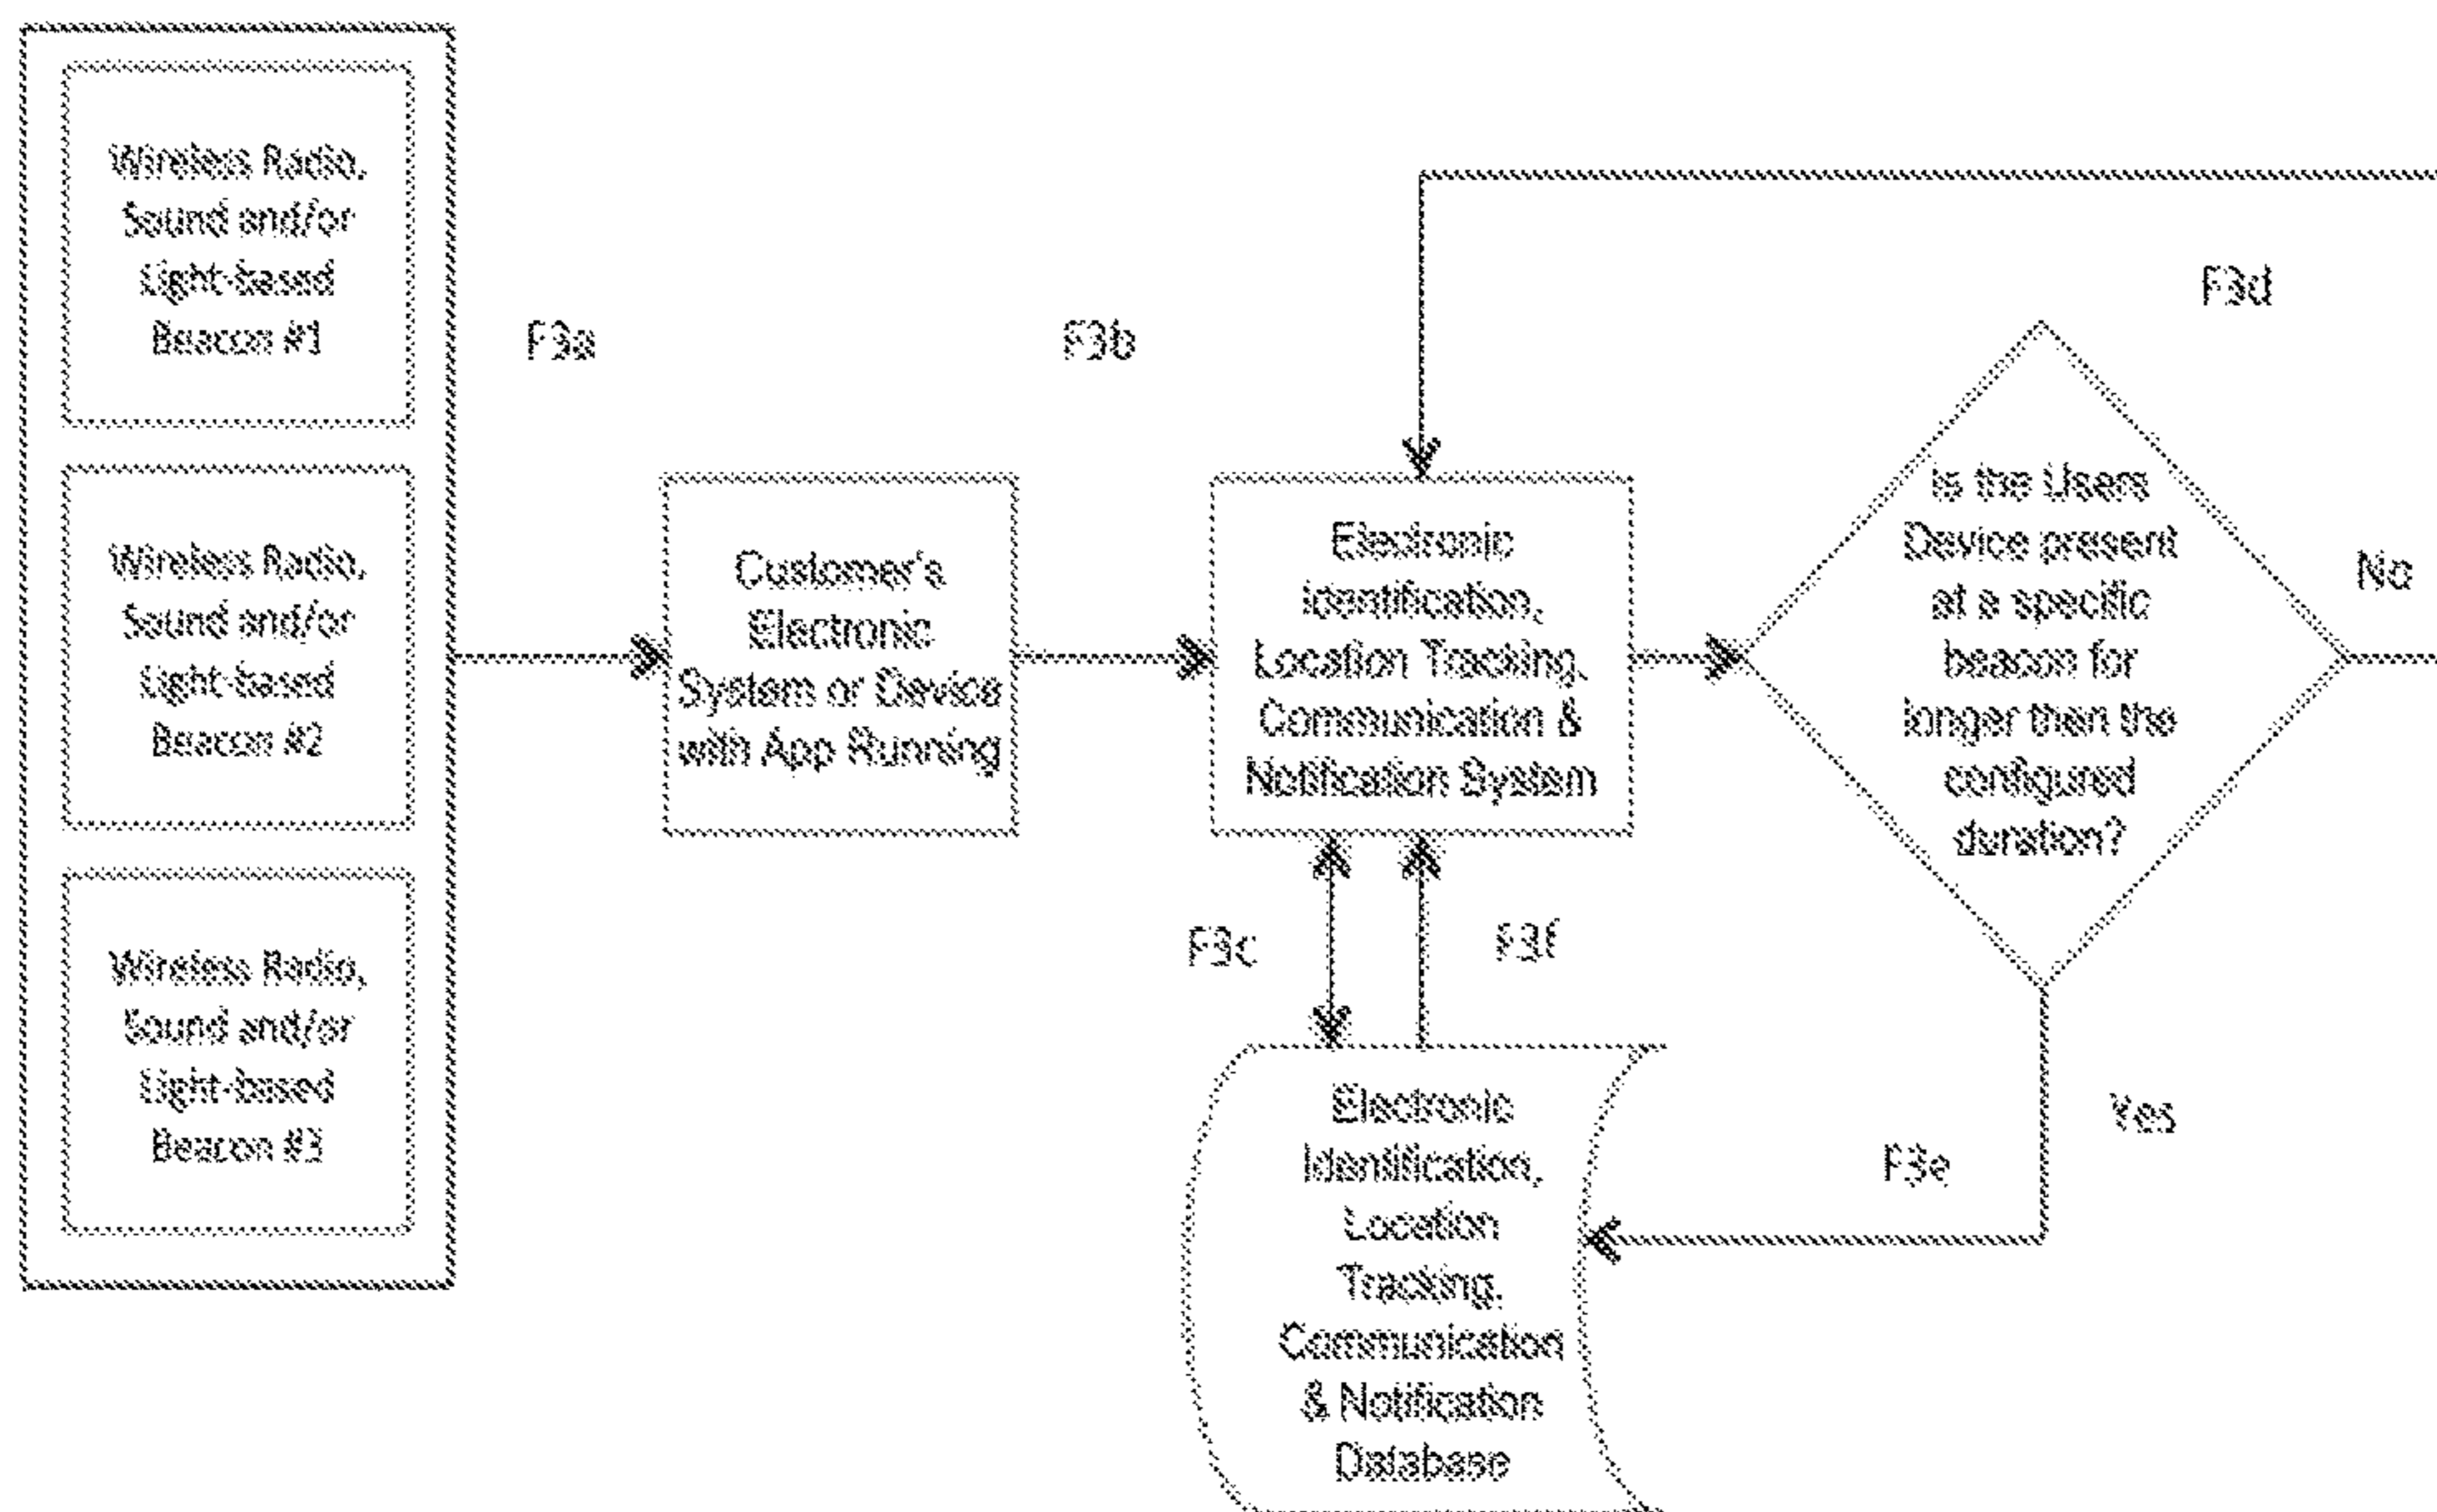 Wireless Radio,
Sound and/or
Light-based
Beacon #1
Wireless Radio,
Sound and/or
Light-based
Beacon #2
Wireless Radio,
Sound and/or
Light-based
Beacon #3
F3a
Customer's
Electronic
System or Device
with App Running
F3b
Electronic
Identification,
Location Tracking,
Communication &
Notification System
F3d
Is the Users
Device present
at a specific
beacon for
longer then the
configured
duration?
No
F3c
F3f
Yes
F3e
Electronic
Identification,
Location
Tracking,
Communication
& Notification
Database